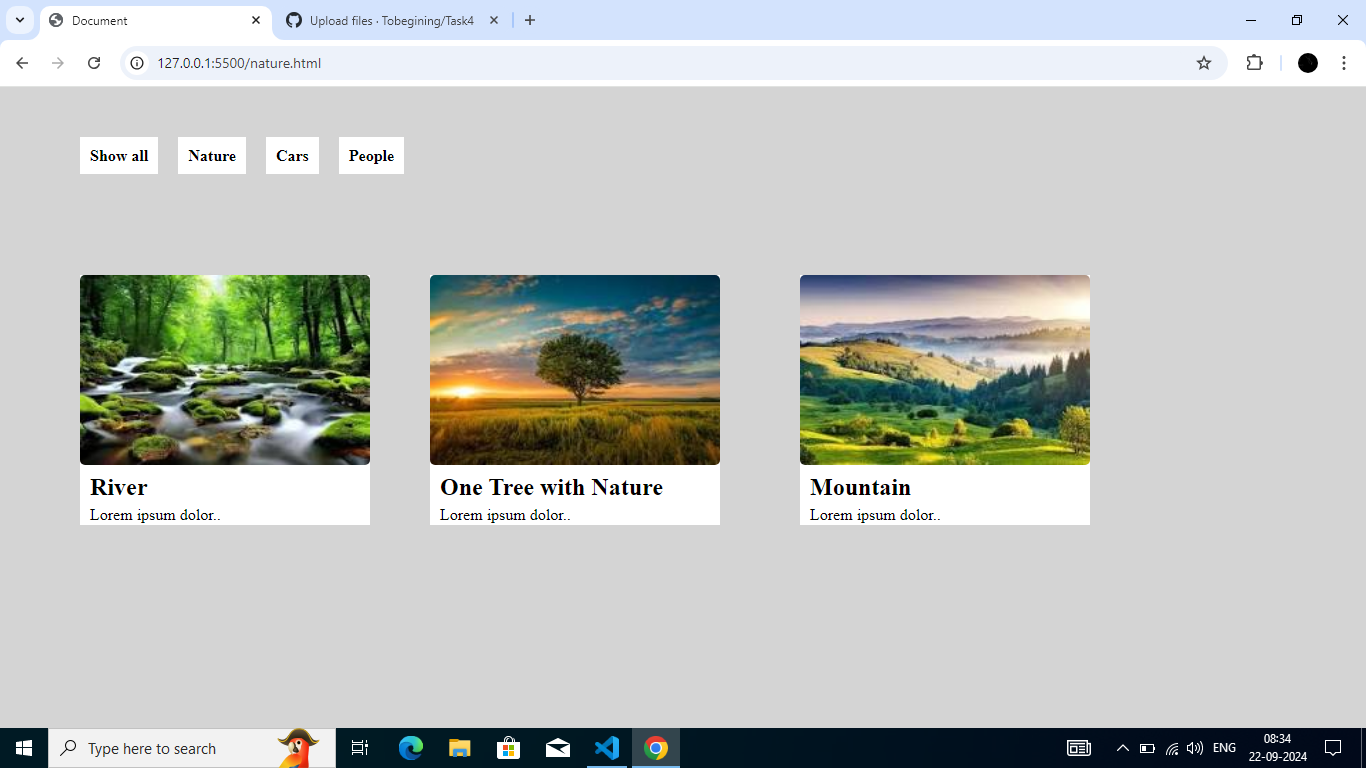 Document
Upload files · Tobegining/Task4
127.0.0.1:5500/nature.html
Show all
Nature
Cars
People
River
Lorem ipsum dolor..
One Tree with Nature
Lorem ipsum dolor..
Mountain
Lorem ipsum dolor..
Type here to search
ENG
08:34
22-09-2024